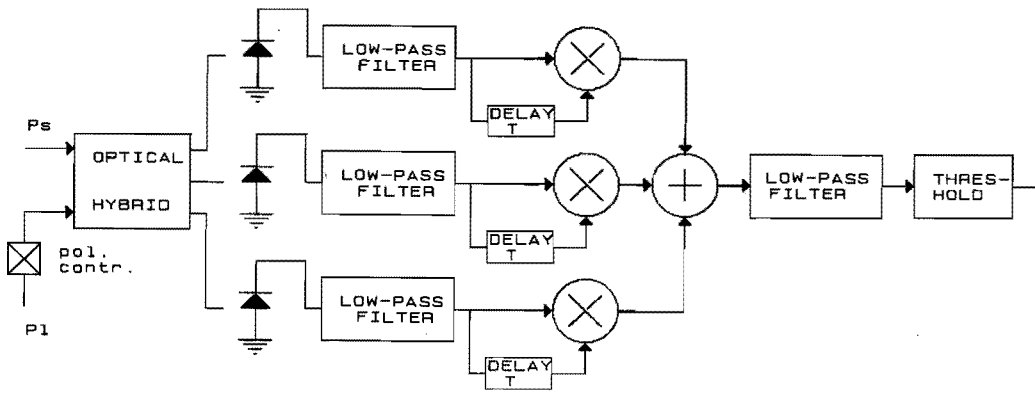 LOW-PASS
FILTER
DELAY
T
Ps
OPTICAL
HYBRID
pol.
contr.
Pl
LOW-PASS
FILTER
DELAY
T
LOW-PASS
FILTER
THRES-
HOLD
LOW-PASS
FILTER
DELAY
T